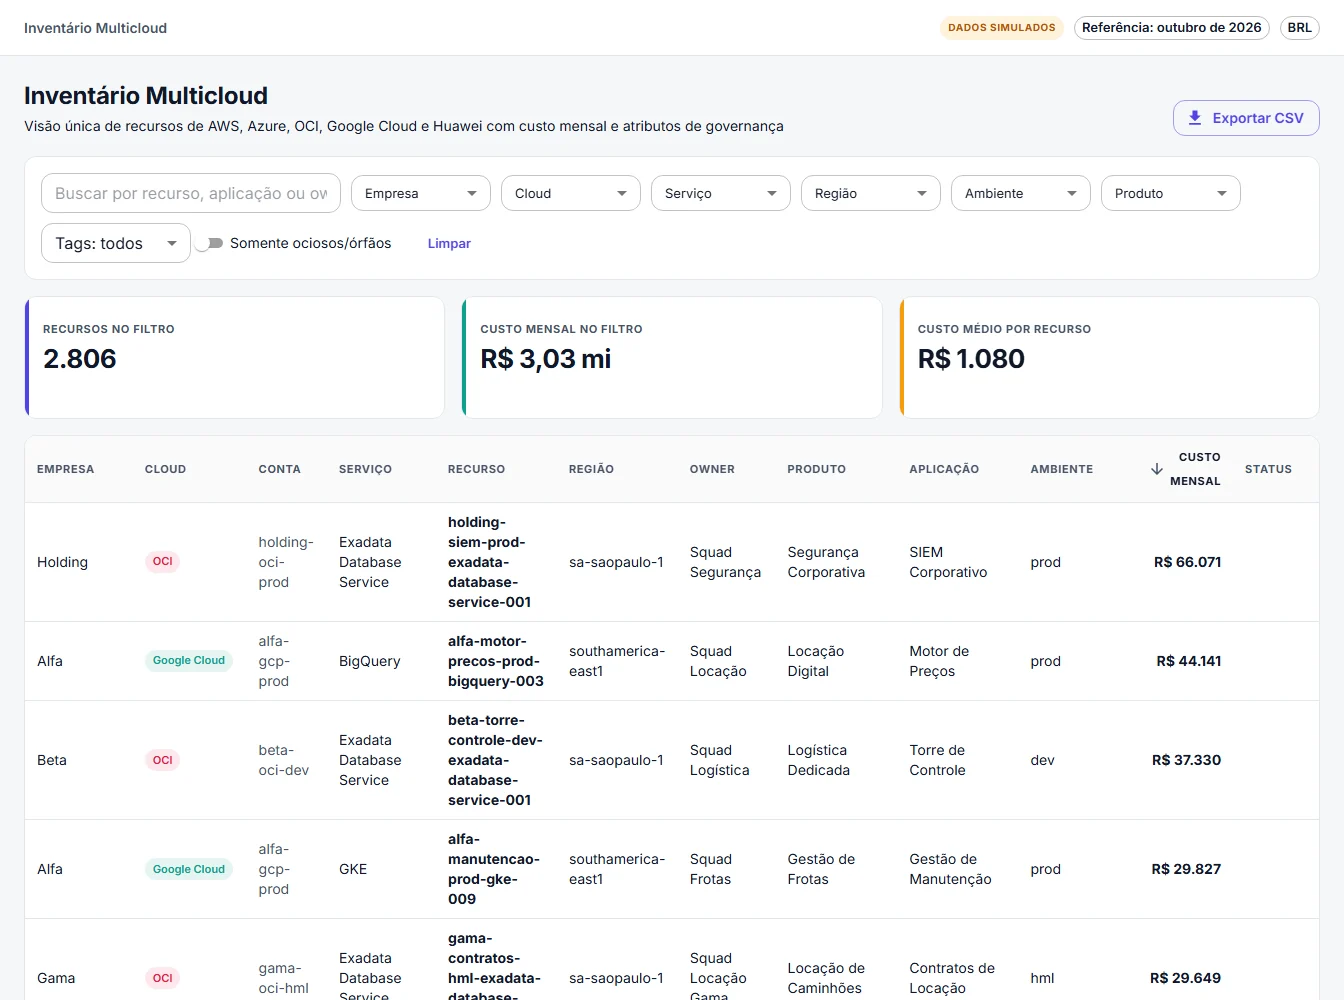 Inventário Multicloud
DADOS SIMULADOS
Referência: outubro de 2026
BRL
Inventário Multicloud
Visão única de recursos de AWS, Azure, OCI, Google Cloud e Huawei com custo mensal e atributos de governança
Exportar CSV
Buscar por recurso, aplicação ou ow
Empresa
Cloud
Serviço
Região
Ambiente
Produto
Tags: todos
Somente ociosos/órfãos
Limpar
RECURSOS NO FILTRO
2.806
CUSTO MENSAL NO FILTRO
R$ 3,03 mi
CUSTO MÉDIO POR RECURSO
R$ 1.080
EMPRESA
CLOUD
CONTA
SERVIÇO
RECURSO
REGIÃO
OWNER
PRODUTO
APLICAÇÃO
AMBIENTE
CUSTO
MENSAL
STATUS
Holding
OCI
holding-
oci-
prod
Exadata
Database
Service
holding-
siem-prod-
exadata-
database-
service-001
sa-saopaulo-1
Squad
Segurança
Segurança
Corporativa
SIEM
Corporativo
prod
R$ 66.071
Alfa
Google Cloud
alfa-
gcp-
prod
BigQuery
alfa-motor-
precos-prod-
bigquery-003
southamerica-
east1
Squad
Locação
Locação
Digital
Motor de
Preços
prod
R$ 44.141
Beta
OCI
beta-
oci-dev
Exadata
Database
Service
beta-torre-
controle-dev-
exadata-
database-
service-001
sa-saopaulo-1
Squad
Logística
Logística
Dedicada
Torre de
Controle
dev
R$ 37.330
Alfa
Google Cloud
alfa-
gcp-
prod
GKE
alfa-
manutencao-
prod-gke-
009
southamerica-
east1
Squad
Frotas
Gestão de
Frotas
Gestão de
Manutenção
prod
R$ 29.827
Gama
OCI
gama-
oci-hml
Exadata
Database
Service
gama-
contratos-
hml-exadata-
database-
sa-saopaulo-1
Squad
Locação
Gama
Locação de
Caminhões
Contratos de
Locação
hml
R$ 29.649